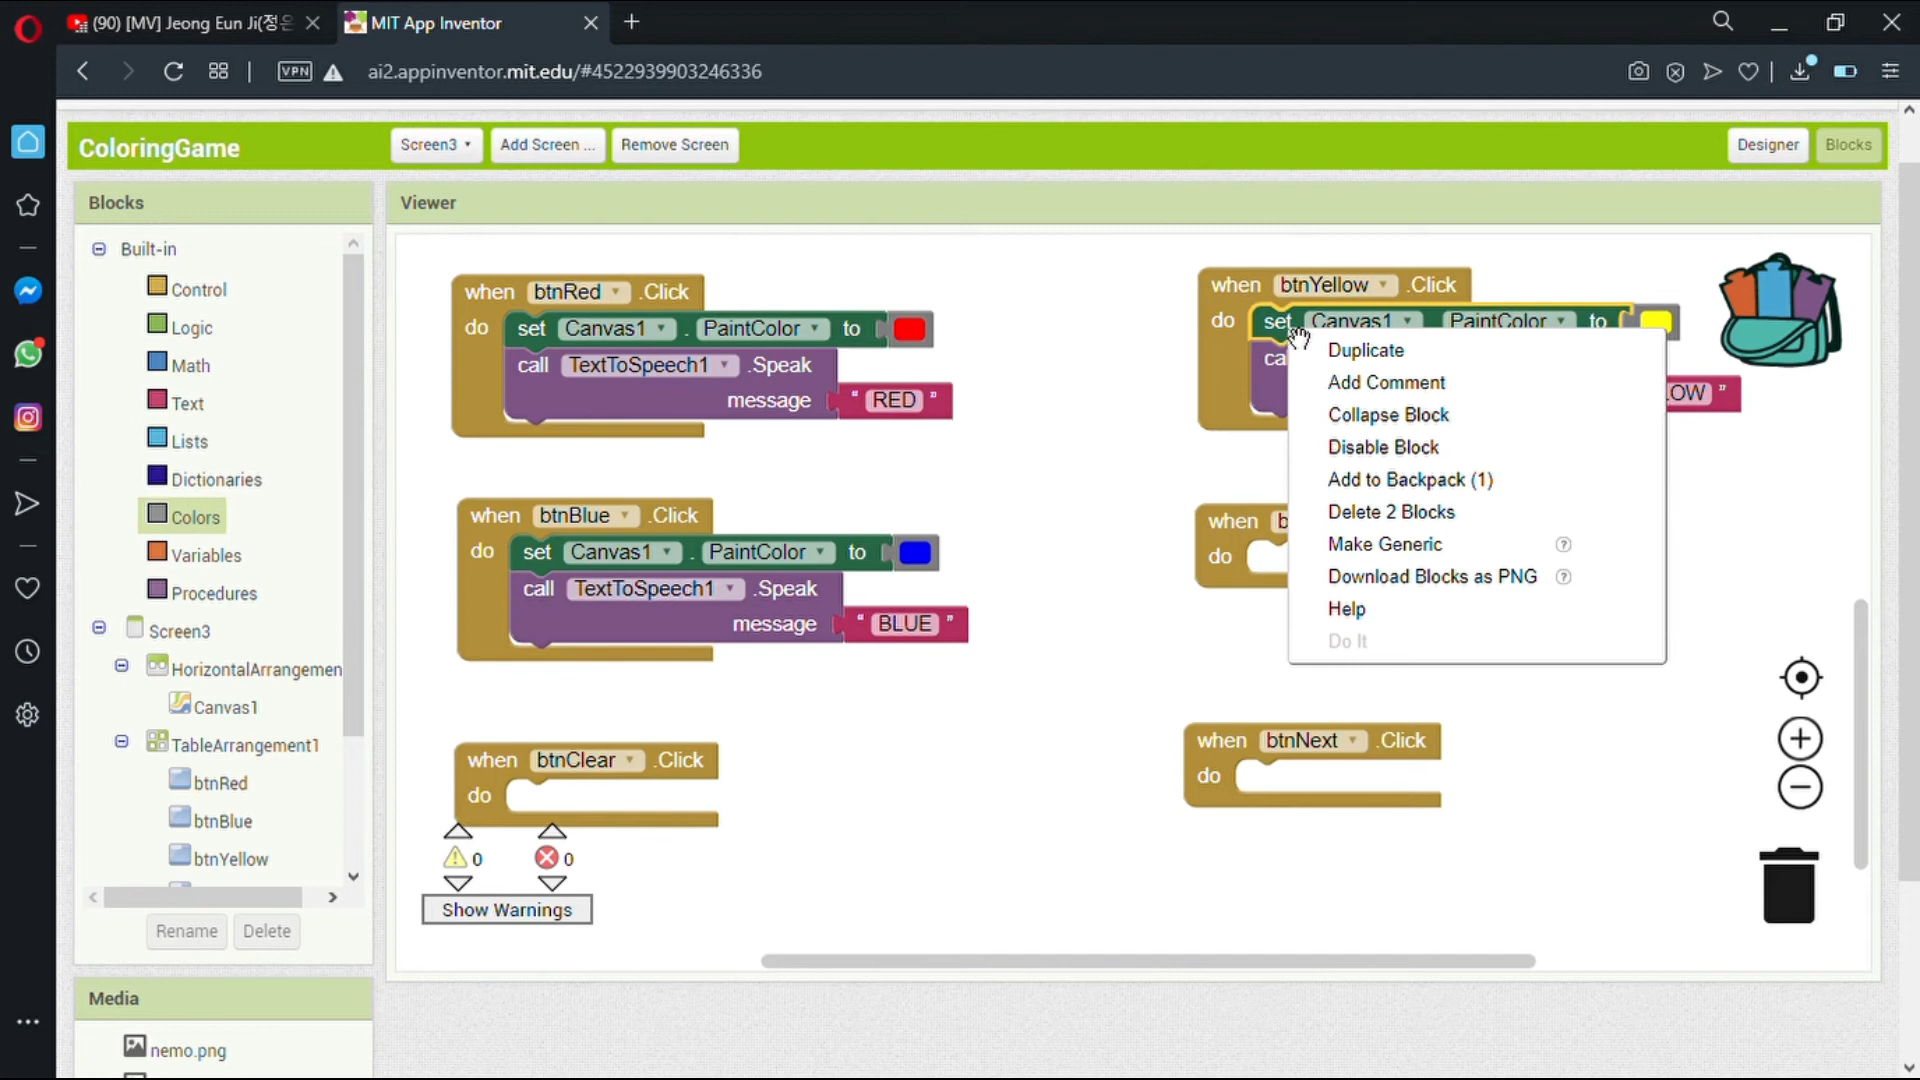 (90) [MV] Jeong Eun Ji(정은
MIT App Inventor
VPN
ai2.appinventor.mit.edu/#4522939903246336
ColoringGame
Screen3
Add Screen ...
Remove Screen
Designer
Blocks
Blocks
Viewer
Built-in
Control
Logic
Math
Text
Lists
Dictionaries
Colors
Variables
Procedures
Screen3
HorizontalArrangemen
Canvas1
TableArrangement1
btnRed
btnBlue
btnYellow
Rename
Delete
Media
nemo.png
when btnRed .Click
do set Canvas1 . PaintColor to
call TextToSpeech1 .Speak
message " RED "
when btnBlue .Click
do set Canvas1 . PaintColor to
call TextToSpeech1 .Speak
message " BLUE "
when btnClear .Click
do
0 0
Show Warnings
when btnYellow .Click
do set Canvas1 PaintColor to
ca
LOW "
when b
do
Duplicate
Add Comment
Collapse Block
Disable Block
Add to Backpack (1)
Delete 2 Blocks
Make Generic ?
Download Blocks as PNG ?
Help
Do It
when btnNext .Click
do